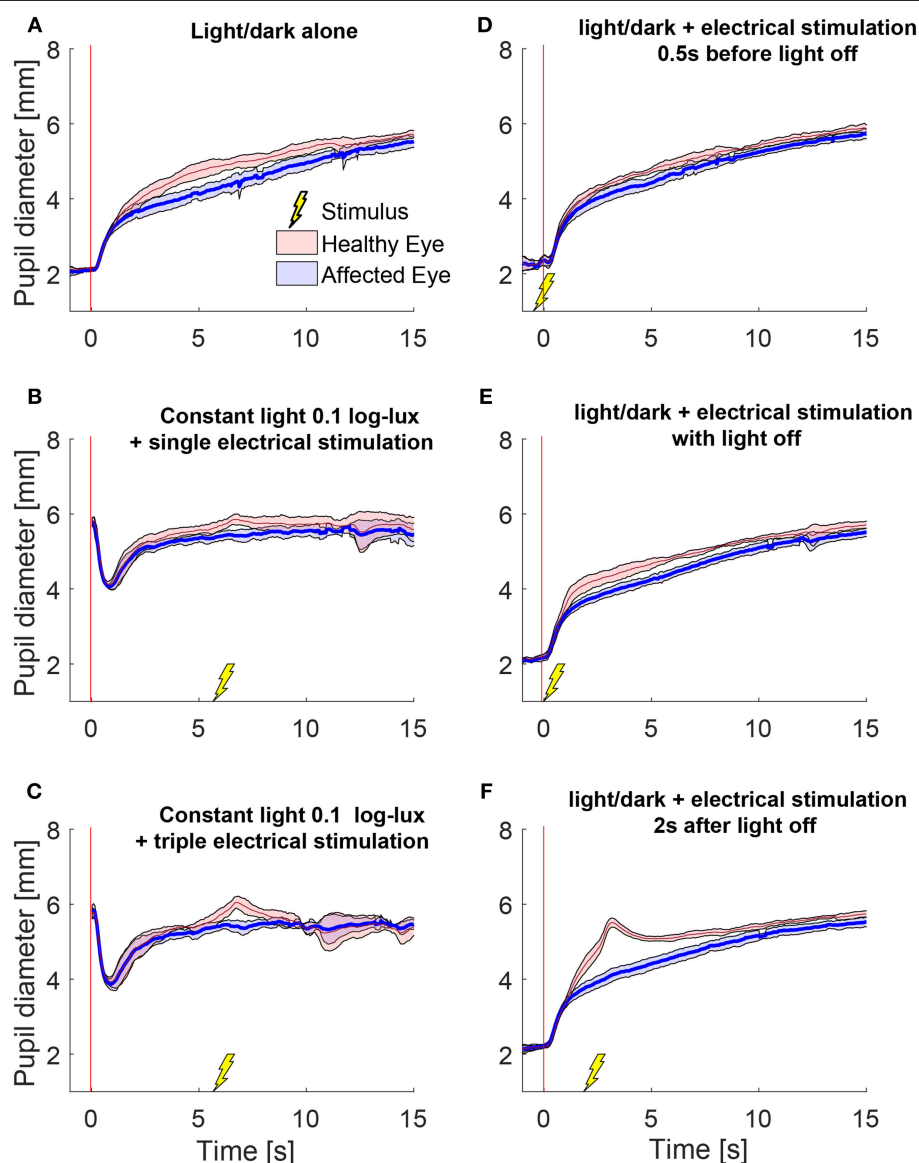 A
Light/dark alone
8
6
4
2
Pupil diameter [mm]
0 5 10 15
Stimulus
Healthy Eye
Affected Eye
B
Constant light 0.1 log-lux
+ single electrical stimulation
8
6
4
2
Pupil diameter [mm]
0 5 10 15
C
Constant light 0.1 log-lux
+ triple electrical stimulation
8
6
4
2
Pupil diameter [mm]
0 5 10 15
Time [s]
D
light/dark + electrical stimulation
0.5s before light off
8
6
4
2
0 5 10 15
E
light/dark + electrical stimulation
with light off
8
6
4
2
0 5 10 15
F
light/dark + electrical stimulation
2s after light off
8
6
4
2
0 5 10 15
Time [s]